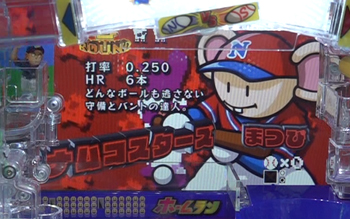 打率 0.250
HR 6本
どんなボールも逃さない
守備とバントの達人。
N
ナムコスターズ まつひ
ホームラン